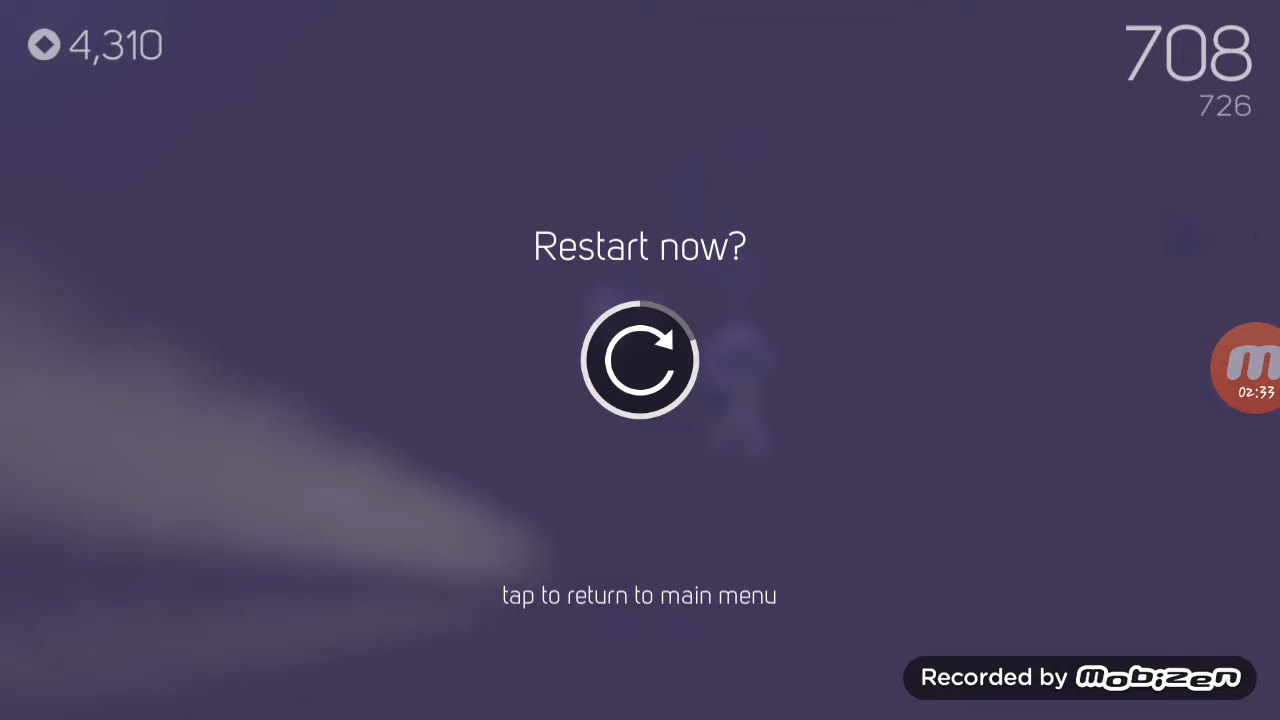 4,310
708
726
Restart now?
02:33
tap to return to main menu
Recorded by mobizen